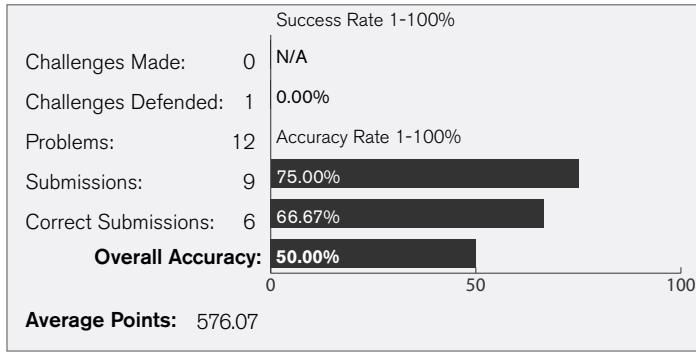 Success Rate 1-100%
Challenges Made: 0 N/A
Challenges Defended: 1 0.00%
Problems: 12 Accuracy Rate 1-100%
Submissions: 9 75.00%
Correct Submissions: 6 66.67%
Overall Accuracy: 50.00%
0 50 100
Average Points: 576.07